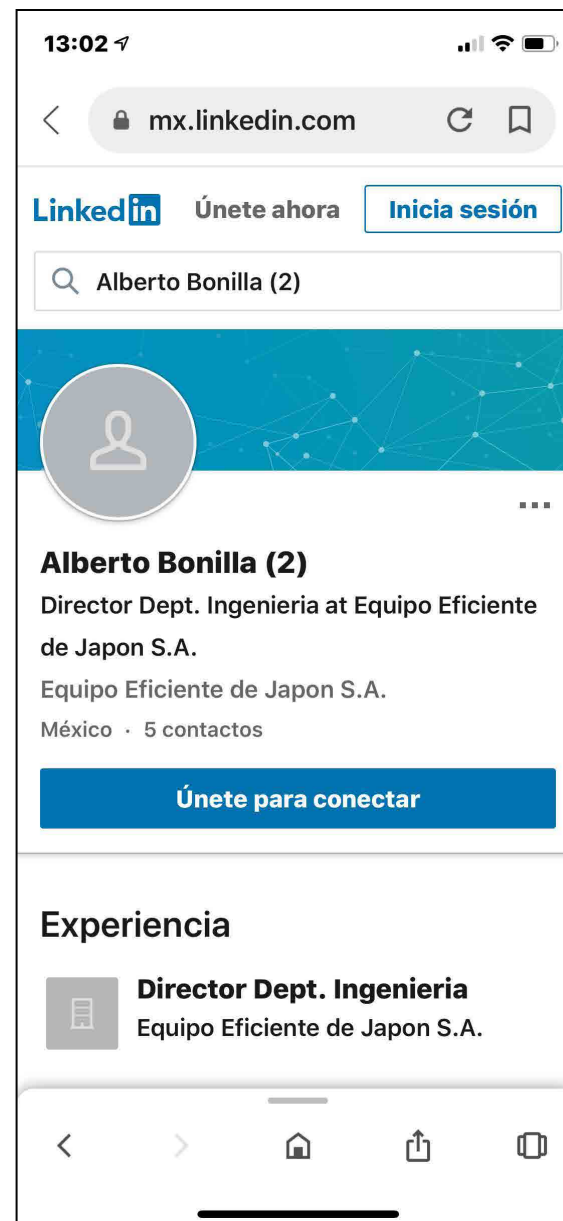 13:02
mx.linkedin.com
Linked in Únete ahora Inicia sesión
Alberto Bonilla (2)
Alberto Bonilla (2)
Director Dept. Ingenieria at Equipo Eficiente
de Japon S.A.
Equipo Eficiente de Japon S.A.
México · 5 contactos
Únete para conectar
Experiencia
Director Dept. Ingenieria
Equipo Eficiente de Japon S.A.